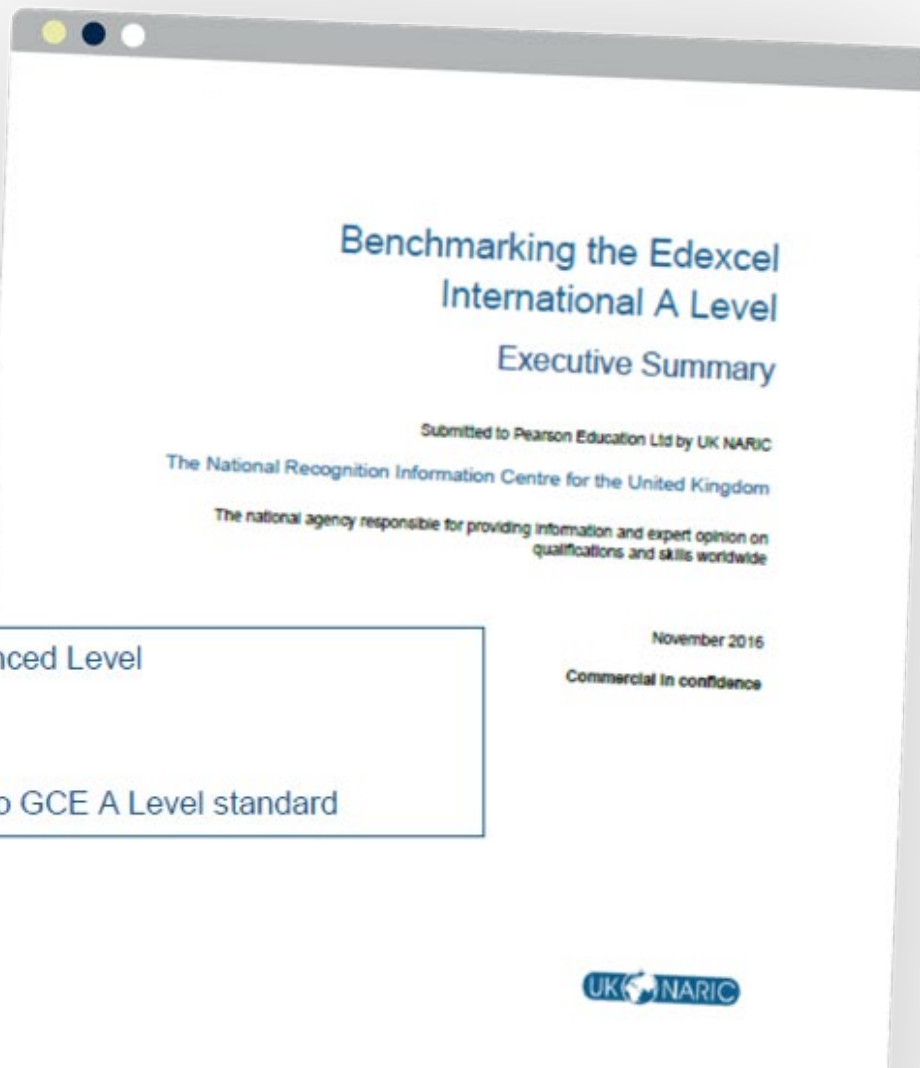 Benchmarking the Edexcel
International A Level
Executive Summary
Submitted to Pearson Education Ltd by UK NARIC
The National Recognition Information Centre for the United Kingdom
The national agency responsible for providing information and expert opinion on
qualifications and skills worldwide
November 2016
Commercial in confidence
nced Level
o GCE A Level standard
UK NARIC